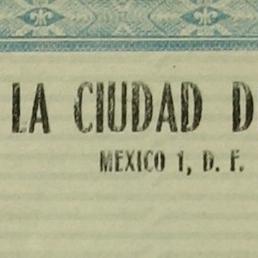 LA CIUDAD D
MEXICO 1, D. F.